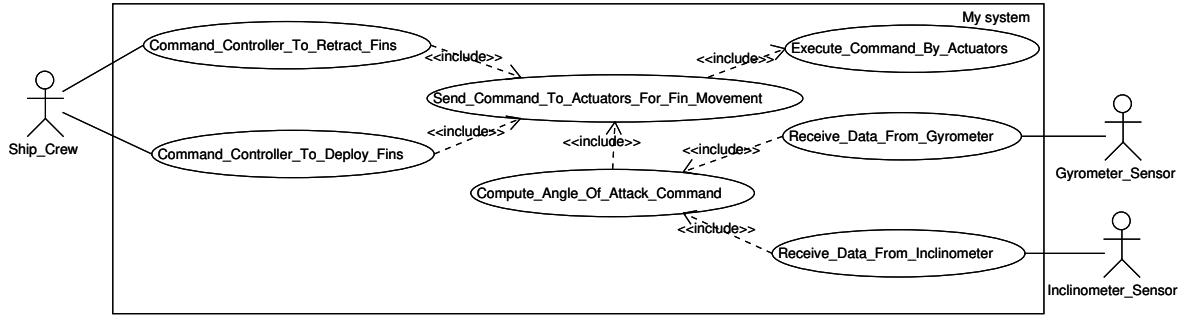 My system
Command_Controller_To_Retract_Fins
Execute_Command_By_Actuators
<<include>>
<<include>>
Send_Command_To_Actuators_For_Fin_Movement
<<include>>
Receive_Data_From_Gyrometer
<<include>>
<<include>>
Ship_Crew
Command_Controller_To_Deploy_Fins
Gyrometer_Sensor
Compute_Angle_Of_Attack_Command
<<include>>
Receive_Data_From_Inclinometer
Inclinometer_Sensor